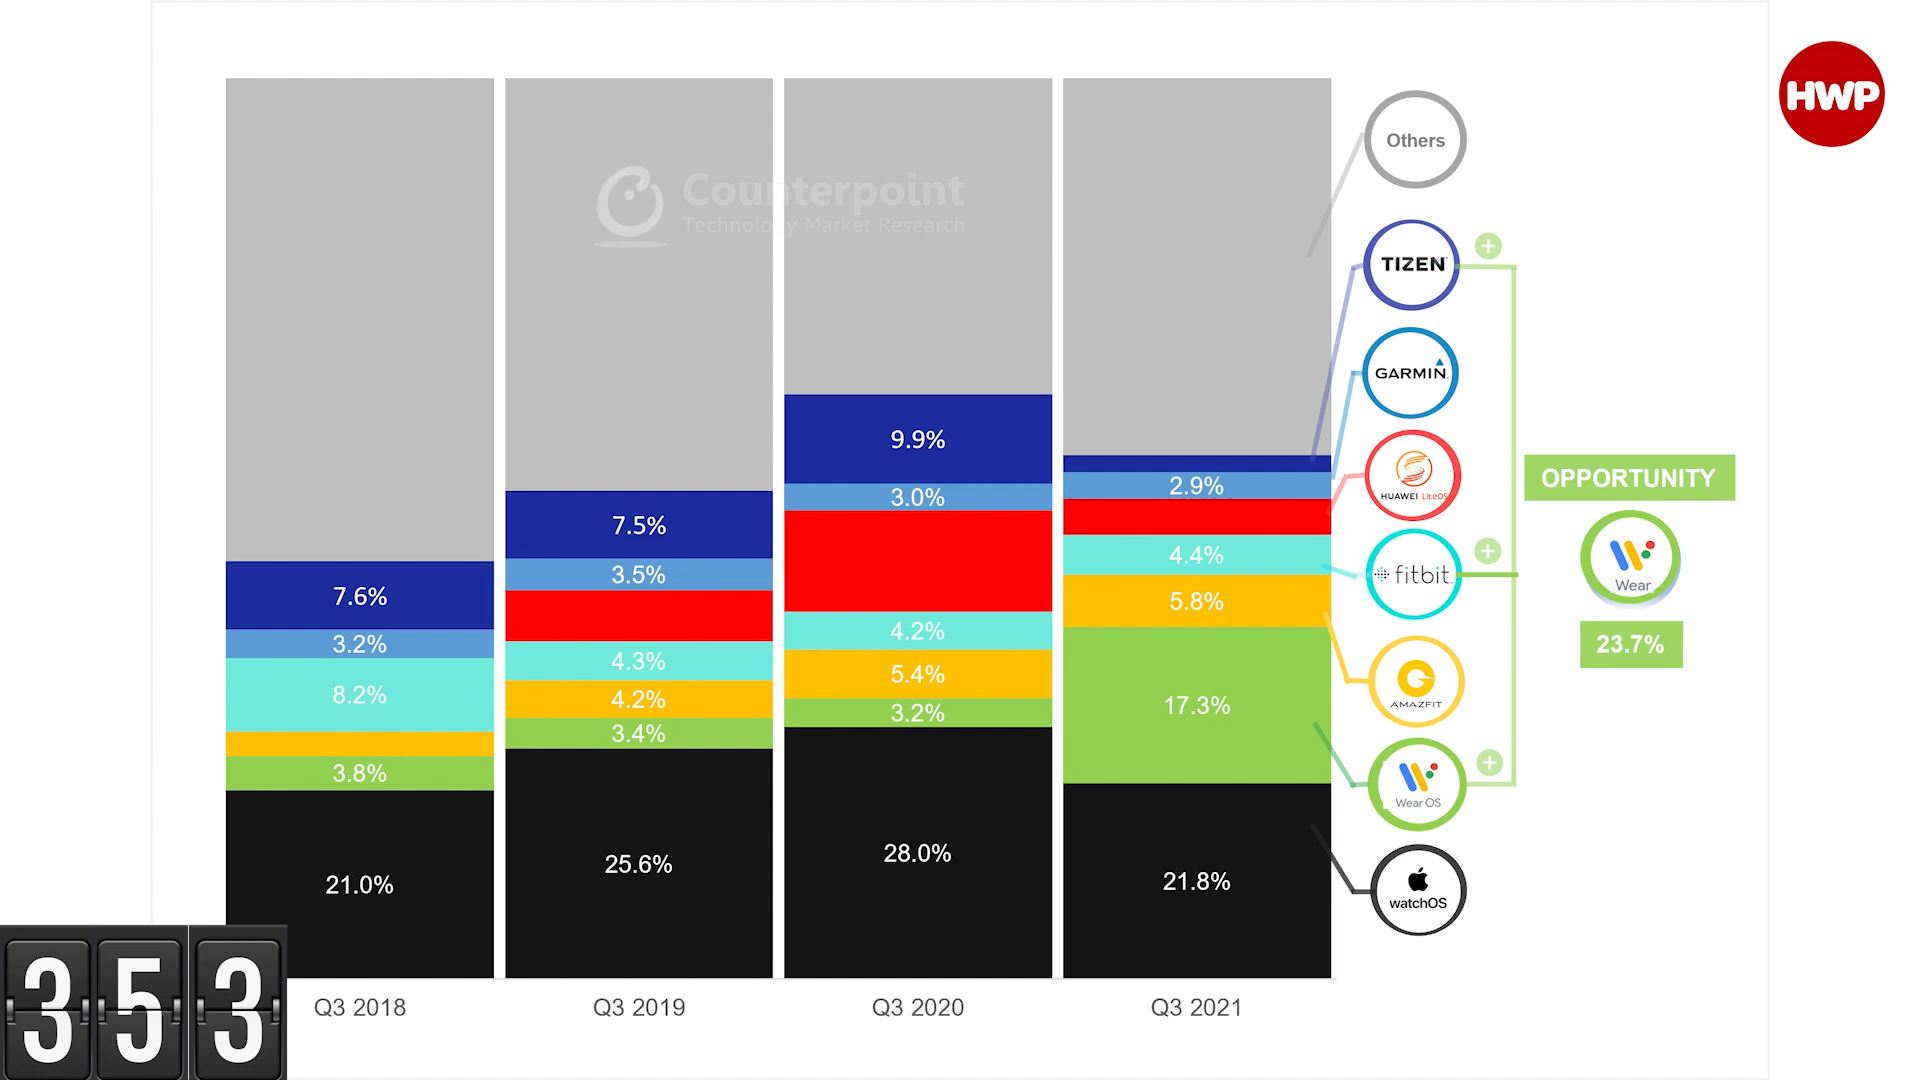 HWP
Counterpoint
Technology Market Research
Others
TIZEN
GARMIN
HUAWEI LiteOS
fitbit
AMAZFIT
Wear OS
watchOS
OPPORTUNITY
Wear
23.7%
7.6%
3.2%
8.2%
3.8%
21.0%
7.5%
3.5%
4.3%
4.2%
3.4%
25.6%
9.9%
3.0%
4.2%
5.4%
3.2%
28.0%
2.9%
4.4%
5.8%
17.3%
21.8%
Q3 2018
Q3 2019
Q3 2020
Q3 2021
353